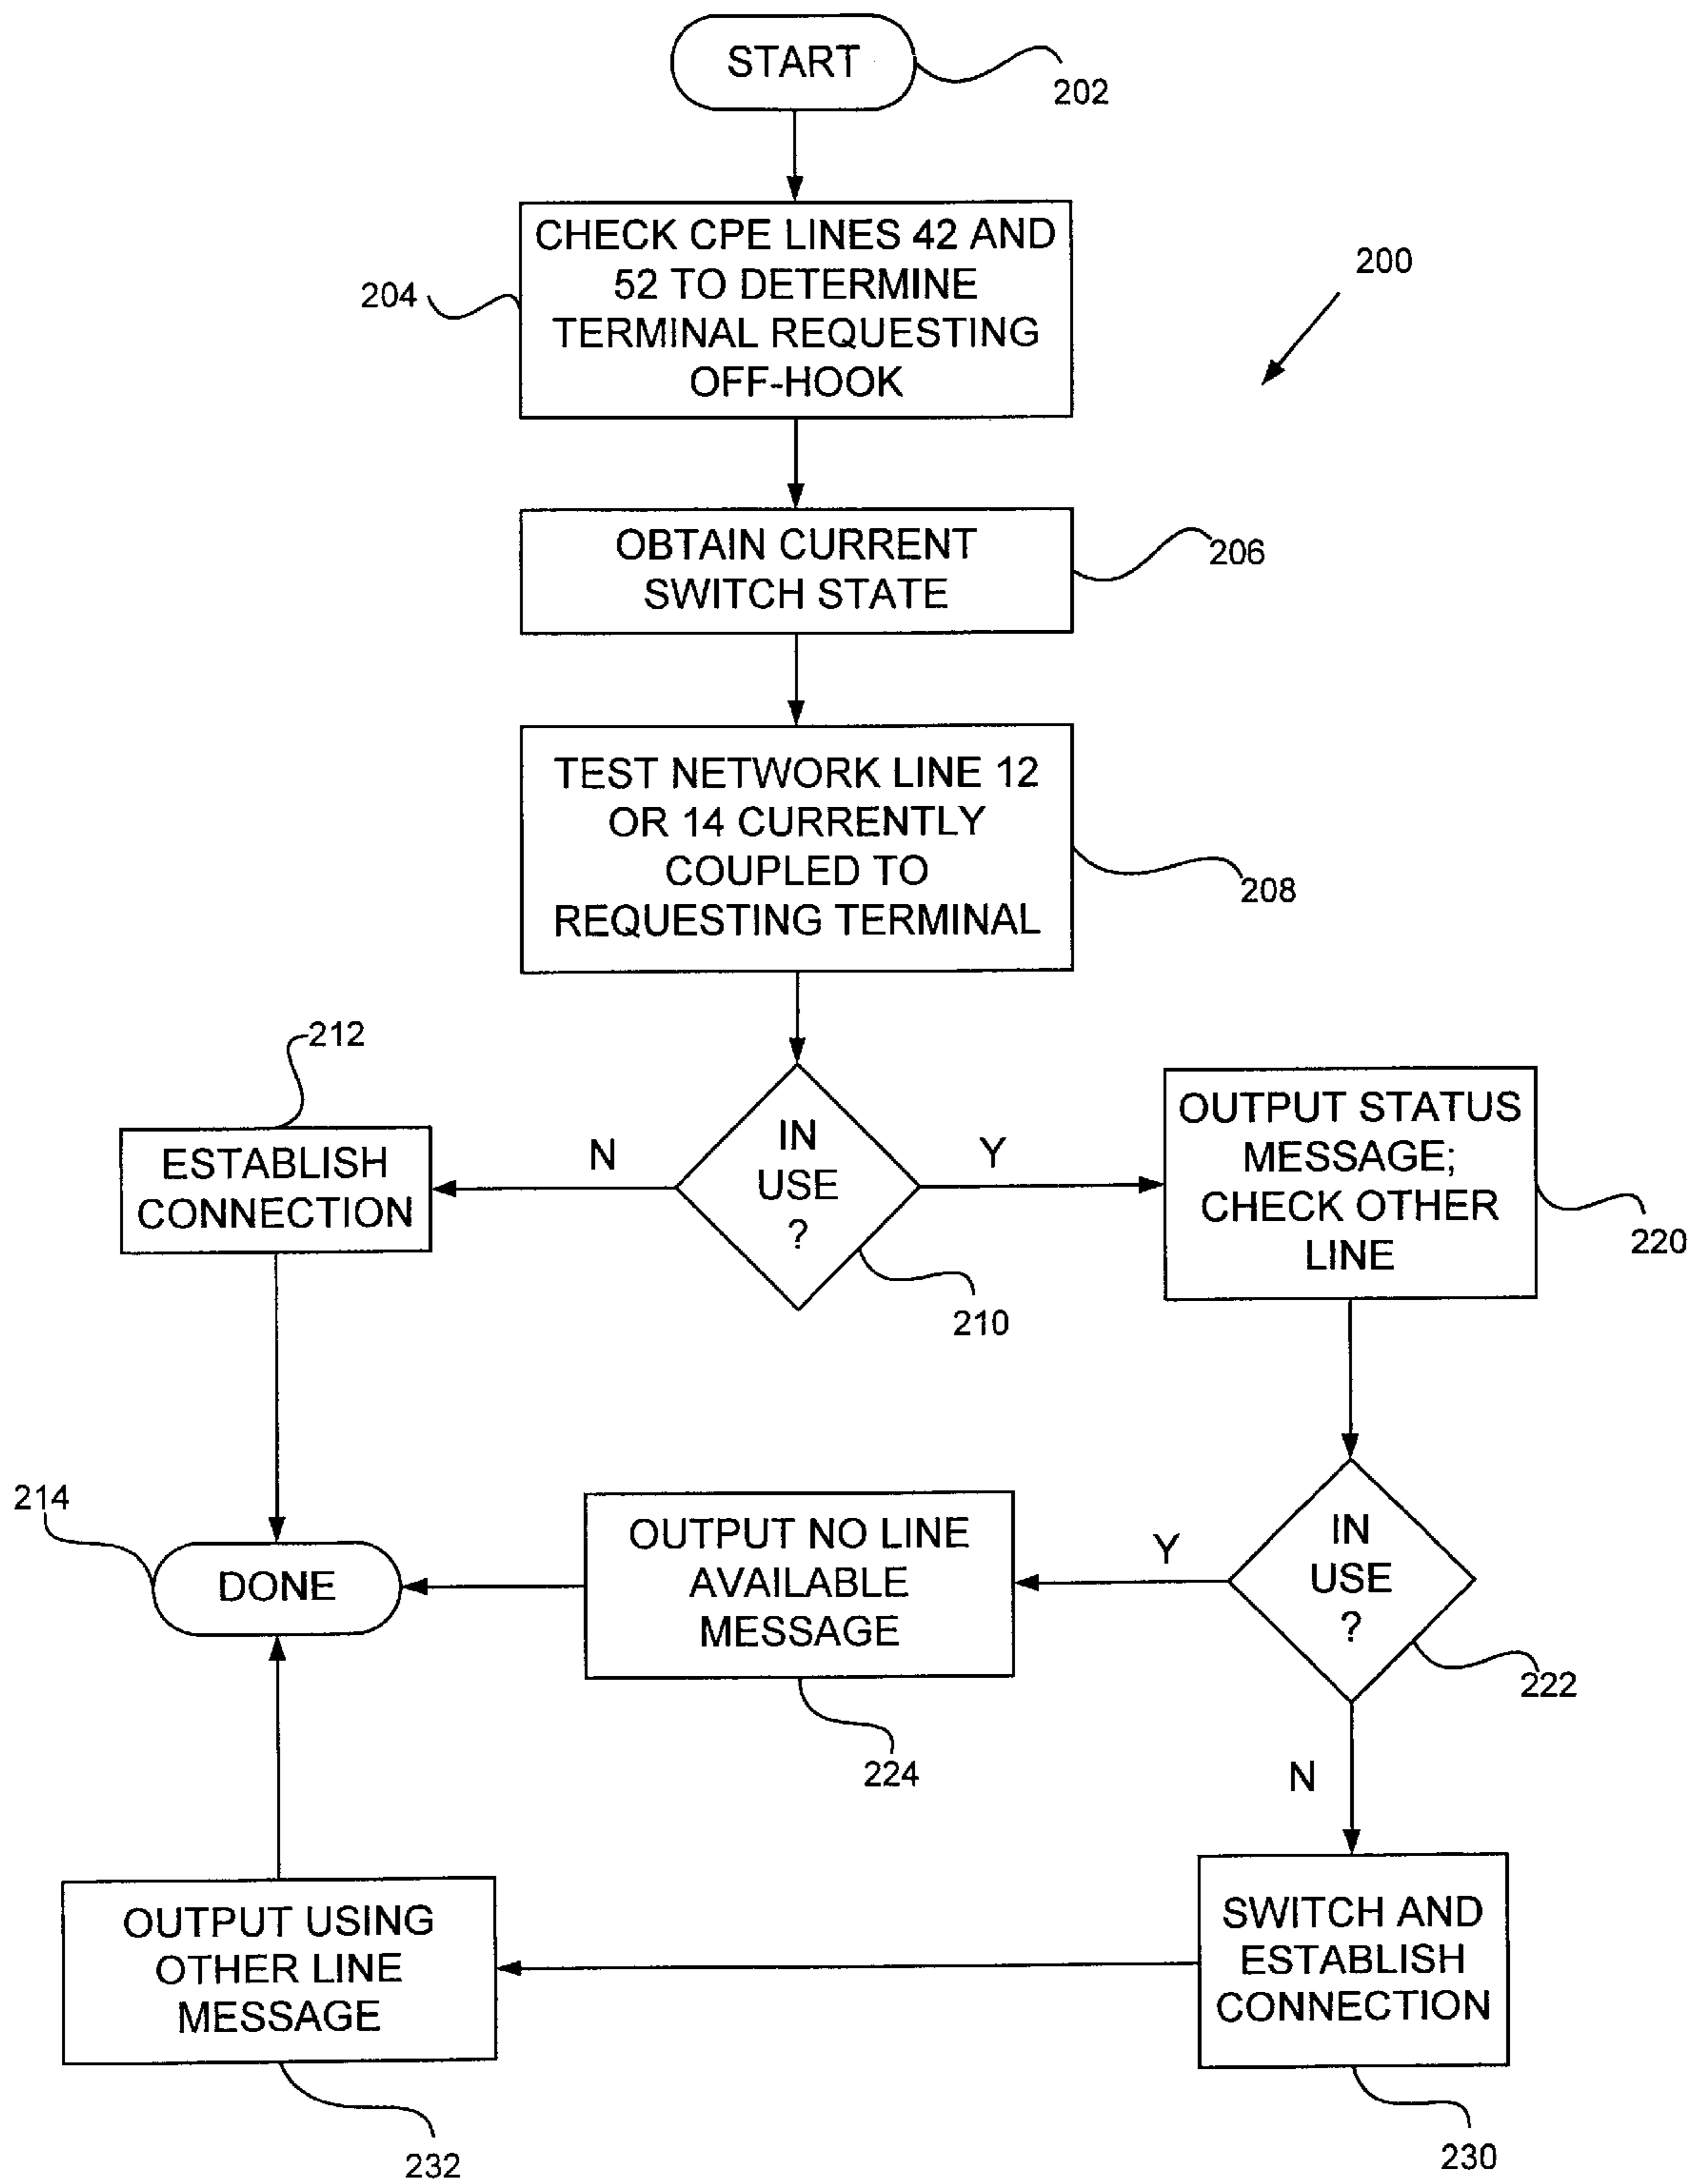 START
202
CHECK CPE LINES 42 AND
52 TO DETERMINE
TERMINAL REQUESTING
OFF-HOOK
204
200
OBTAIN CURRENT
SWITCH STATE
206
TEST NETWORK LINE 12
OR 14 CURRENTLY
COUPLED TO
REQUESTING TERMINAL
208
212
ESTABLISH
CONNECTION
N
IN
USE
?
Y
210
OUTPUT STATUS
MESSAGE;
CHECK OTHER
LINE
220
214
DONE
OUTPUT NO LINE
AVAILABLE
MESSAGE
224
Y
IN
USE
?
222
N
OUTPUT USING
OTHER LINE
MESSAGE
232
SWITCH AND
ESTABLISH
CONNECTION
230